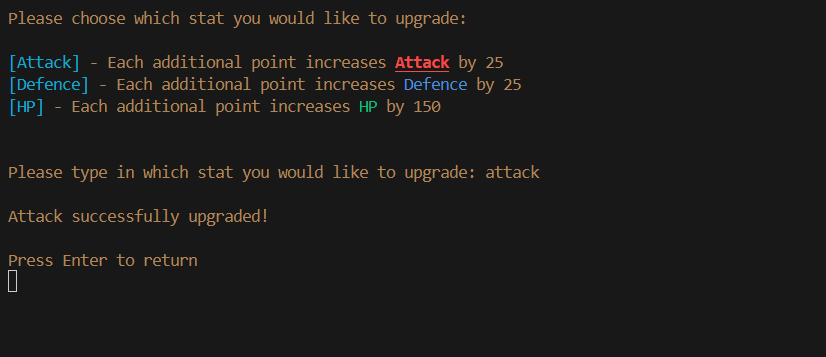 Please choose which stat you would like to upgrade:
[Attack] - Each additional point increases Attack by 25
[Defence] - Each additional point increases Defence by 25
[HP] - Each additional point increases HP by 150
Please type in which stat you would like to upgrade: attack
Attack successfully upgraded!
Press Enter to return